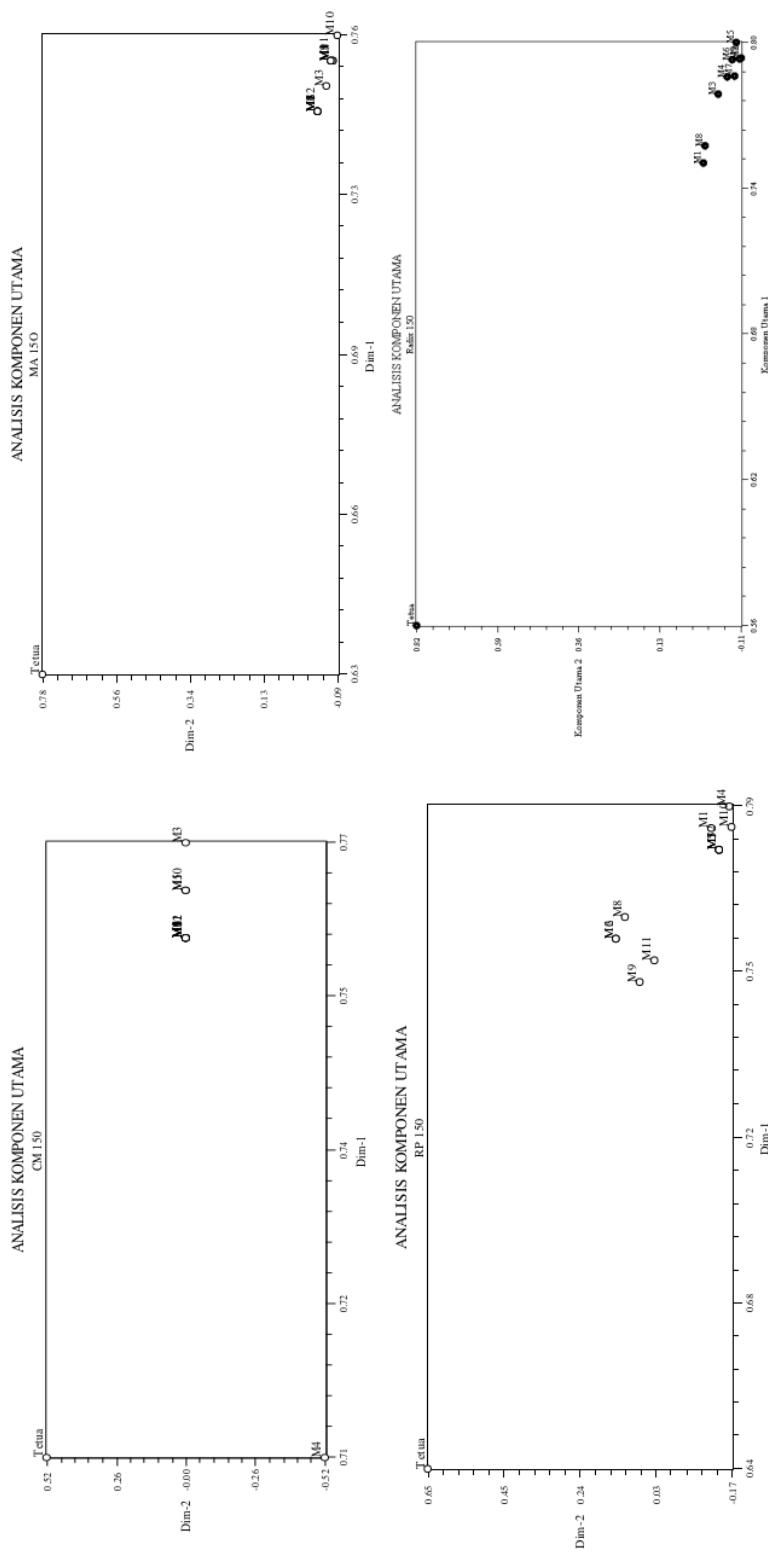 ANALISIS KOMPONEN UTAMA
CM 150
Tetua
M3
M4
0.52
0.26
-0.00
-0.26
-0.52
Dim-2
0.71
0.72
0.74
0.75
0.77
Dim-1
ANALISIS KOMPONEN UTAMA
MA 150
Tetua
M3
M10
0.78
0.56
0.34
0.13
-0.09
Dim-2
0.63
0.66
0.69
0.73
0.76
Dim-1
ANALISIS KOMPONEN UTAMA
RP 150
Tetua
M9
M11
M8
M1
M10
M4
0.65
0.45
0.24
0.03
-0.17
Dim-2
0.64
0.68
0.72
0.75
0.79
Dim-1
ANALISIS KOMPONEN UTAMA
Radix 150
Tetua
M1
M8
M3
M4
M7
M6
M5
0.82
0.59
0.36
0.13
-0.11
Komponen Utama 2
0.56
0.62
0.68
0.74
0.80
Komponen Utama 1